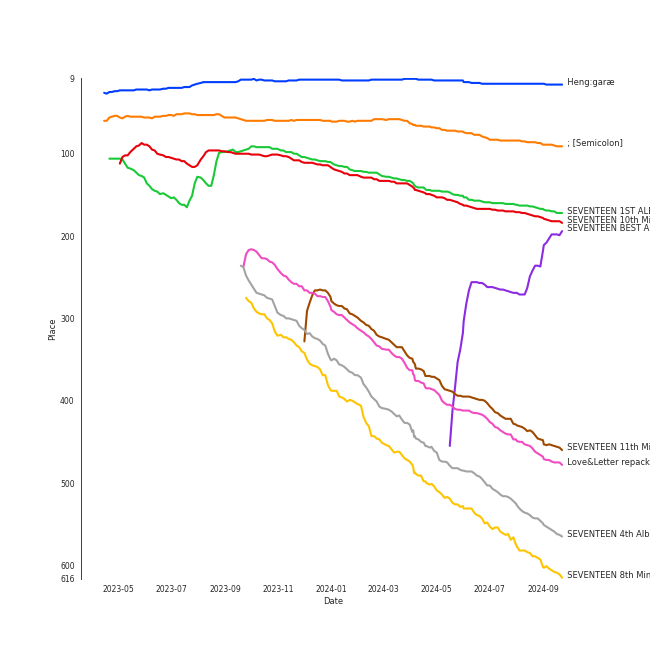 9
100
200
300
400
500
600
616
Place
2023-05
2023-07
2023-09
2023-11
2024-01
2024-03
2024-05
2024-07
2024-09
Date
Heng:garæ
; [Semicolon]
SEVENTEEN 1ST AL
SEVENTEEN 10th Mi
SEVENTEEN BEST A
SEVENTEEN 11th Mi
Love&Letter repack
SEVENTEEN 4th Alb
SEVENTEEN 8th Min